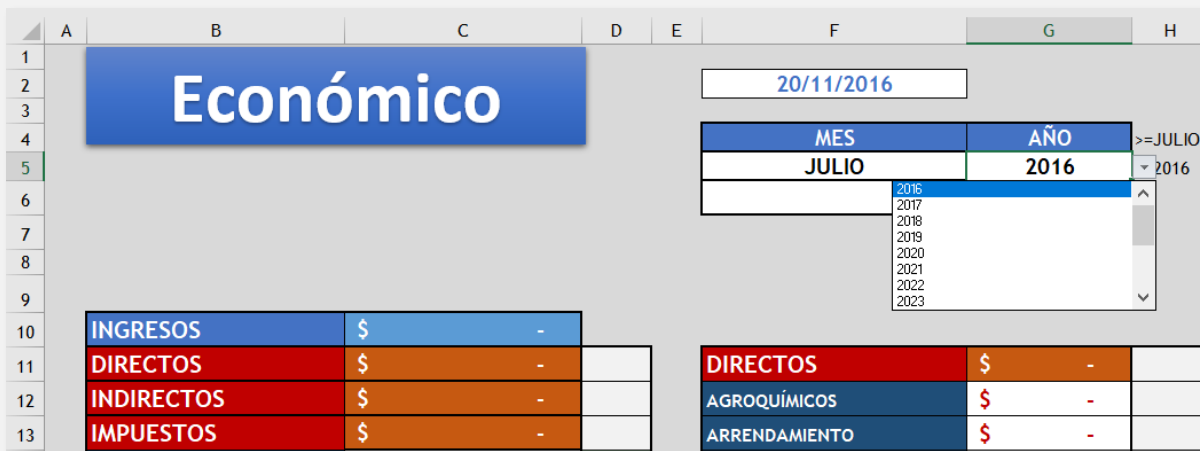 A B C D E F G H
1
Económico
2 20/11/2016
3
4 MES AÑO >=JULIO
5 JULIO 2016 2016
6 2016
2017
7 2018
2019
8 2020
2021
9 2022
2023
10 INGRESOS $ -
11 DIRECTOS $ - DIRECTOS $ -
12 INDIRECTOS $ - AGROQUÍMICOS $ -
13 IMPUESTOS $ - ARRENDAMIENTO $ -